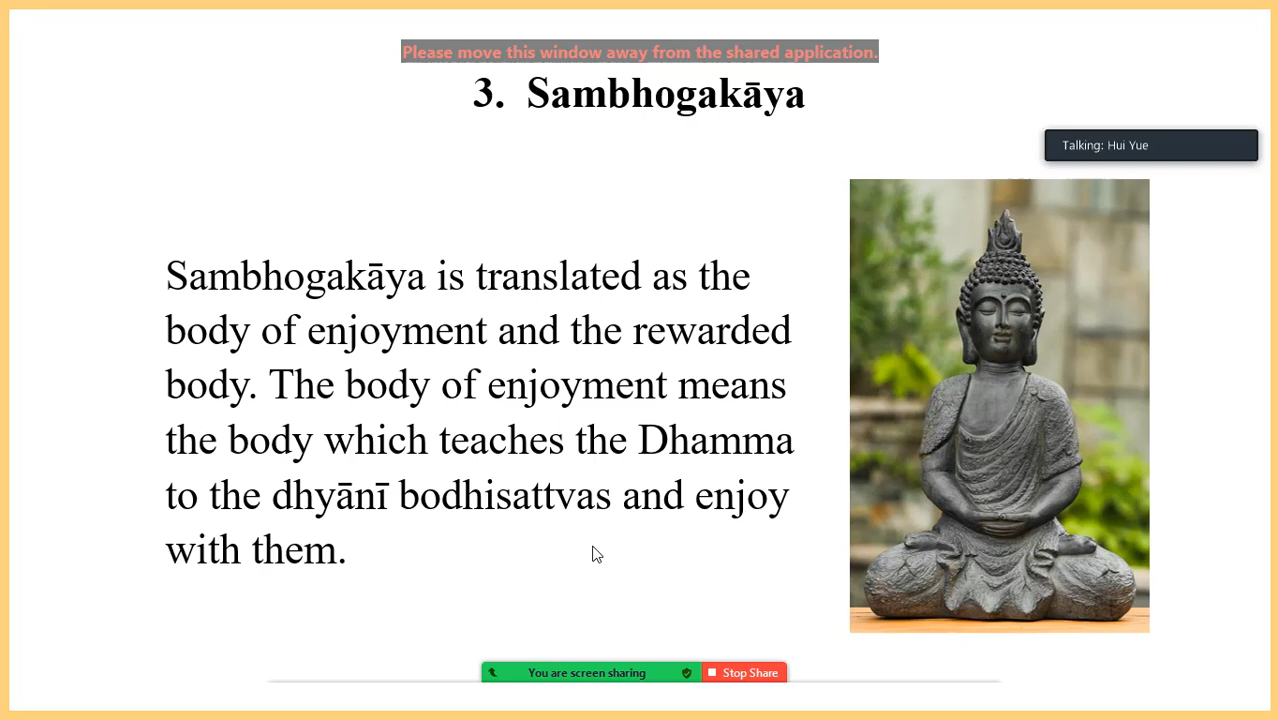 Please move this window away from the shared application.
3. Sambhogakāya
Talking: Hui Yue
Sambhogakāya is translated as the
body of enjoyment and the rewarded
body. The body of enjoyment means
the body which teaches the Dhamma
to the dhyānī bodhisattvas and enjoy
with them.
You are screen sharing
Stop Share